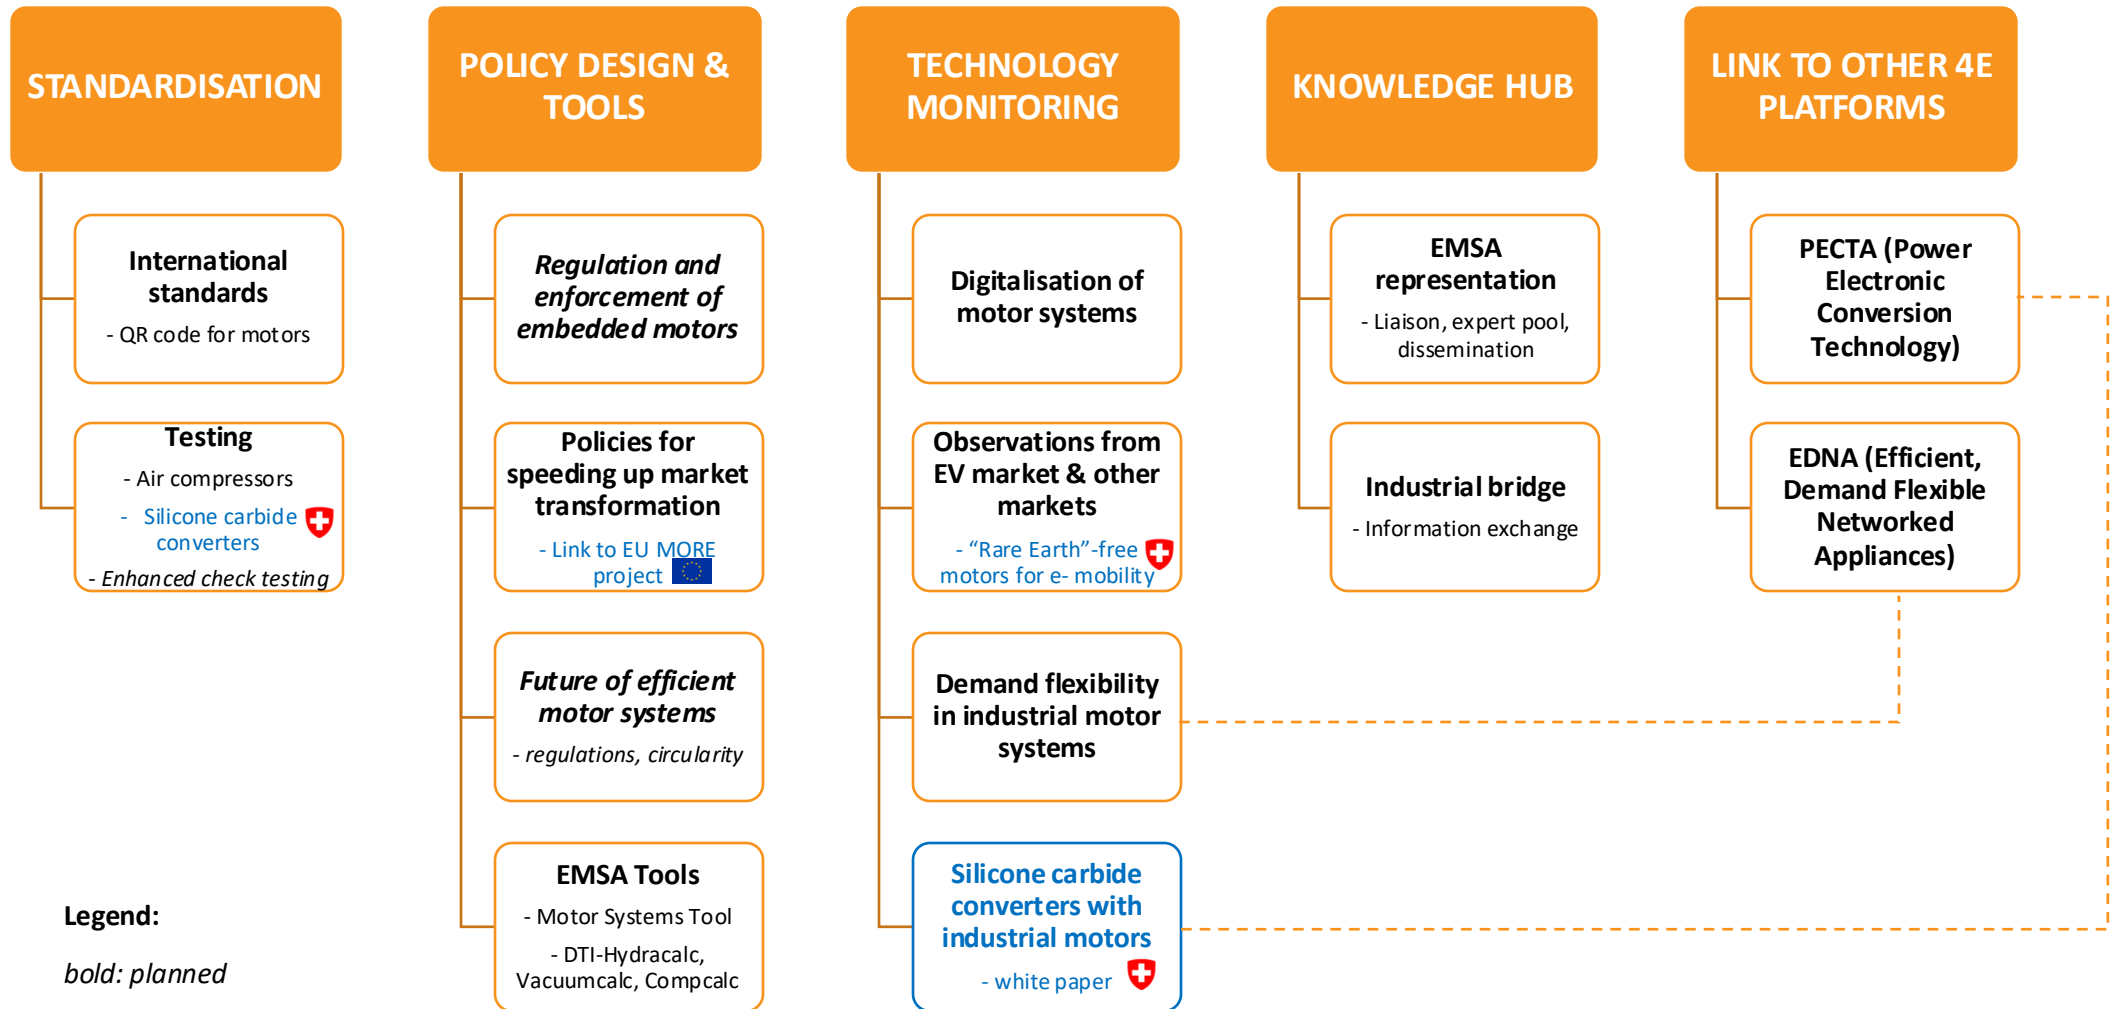 STANDARDISATION
International
standards
- QR code for motors
Testing
- Air compressors
- Silicone carbide
converters
- Enhanced check testing
POLICY DESIGN &
TOOLS
Regulation and
enforcement of
embedded motors
Policies for
speeding up market
transformation
- Link to EU MORE
project
Future of efficient
motor systems
- regulations, circularity
EMSA Tools
- Motor Systems Tool
- DTI-Hydracalc,
Vacuumcalc, Compcalc
TECHNOLOGY
MONITORING
Digitalisation of
motor systems
Observations from
EV market & other
markets
- “Rare Earth”-free
motors for e- mobility
Demand flexibility
in industrial motor
systems
Silicone carbide
converters with
industrial motors
- white paper
KNOWLEDGE HUB
EMSA
representation
- Liaison, expert pool,
dissemination
Industrial bridge
- Information exchange
LINK TO OTHER 4E
PLATFORMS
PECTA (Power
Electronic
Conversion
Technology)
EDNA (Efficient,
Demand Flexible
Networked
Appliances)
Legend:
bold: planned